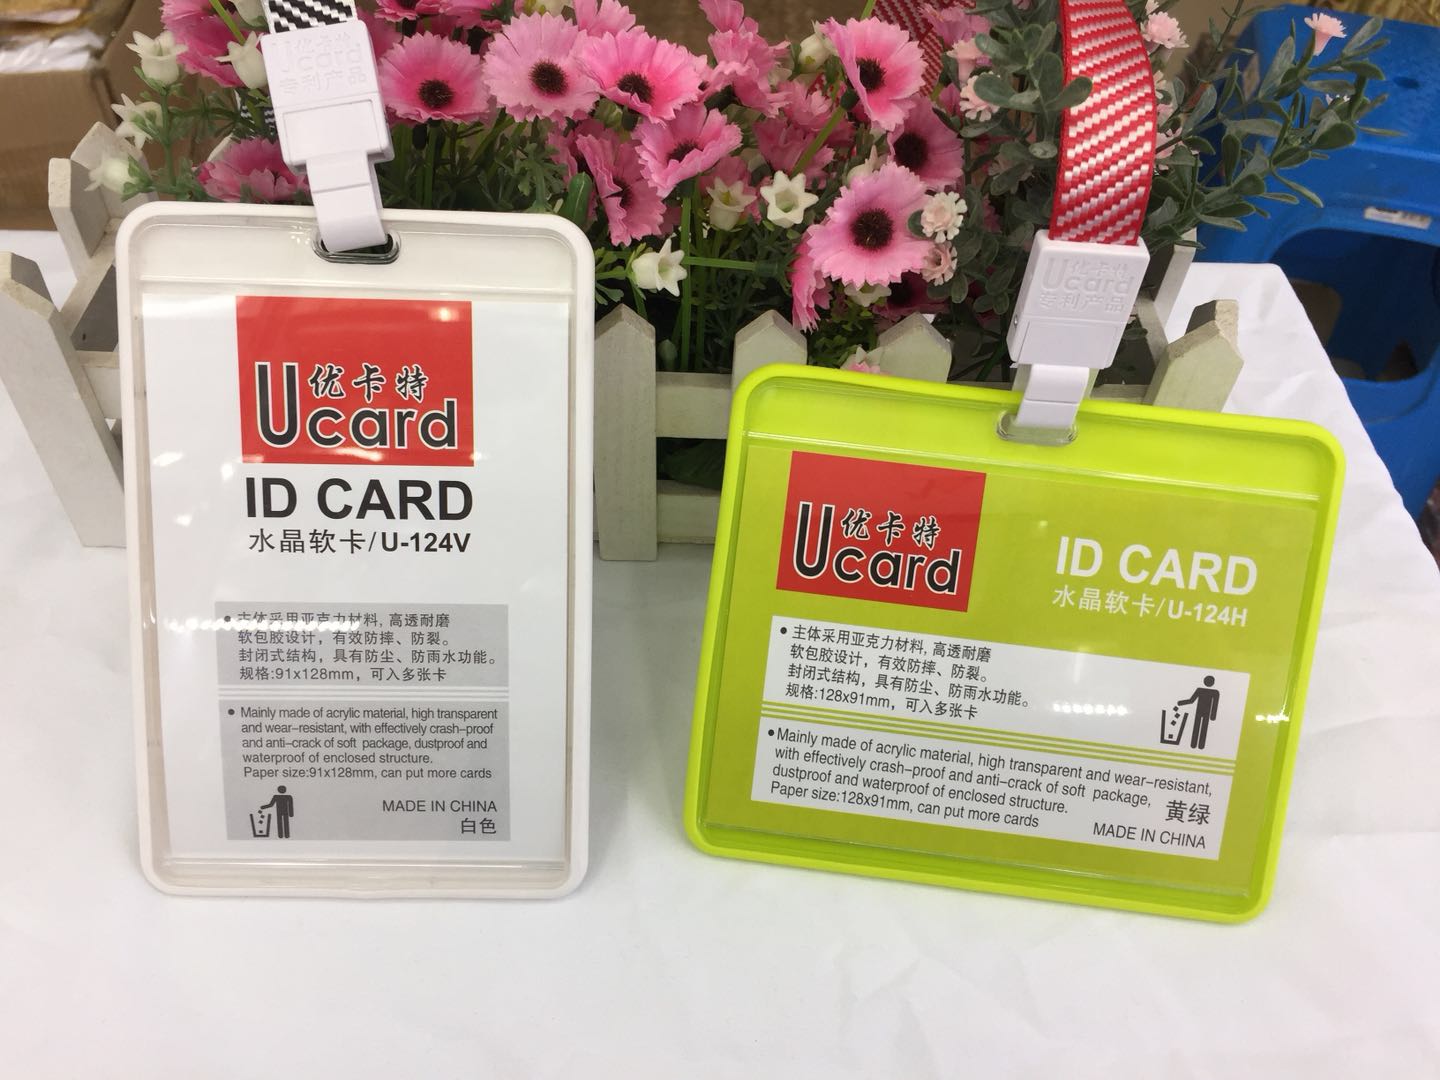 优卡特
Ucard
专利产品
优卡特
Ucard
ID CARD
水晶软卡/U-124V
• 主体采用亚克力材料, 高透耐磨
软包胶设计，有效防摔、防裂。
封闭式结构，具有防尘、防雨水功能。
规格:91x128mm，可入多张卡
• Mainly made of acrylic material, high transparent
and wear-resistant, with effectively crash-proof
and anti-crack of soft package, dustproof and
waterproof of enclosed structure.
Paper size:91x128mm, can put more cards
MADE IN CHINA
白色
优卡特
Ucard
专利产品
优卡特
Ucard
ID CARD
水晶软卡/U-124H
• 主体采用亚克力材料, 高透耐磨
软包胶设计，有效防摔、防裂。
封闭式结构，具有防尘、防雨水功能。
规格:128x91mm，可入多张卡
• Mainly made of acrylic material, high transparent and wear-resistant,
with effectively crash-proof and anti-crack of soft package,
dustproof and waterproof of enclosed structure.
Paper size:128x91mm, can put more cards
黄绿
MADE IN CHINA